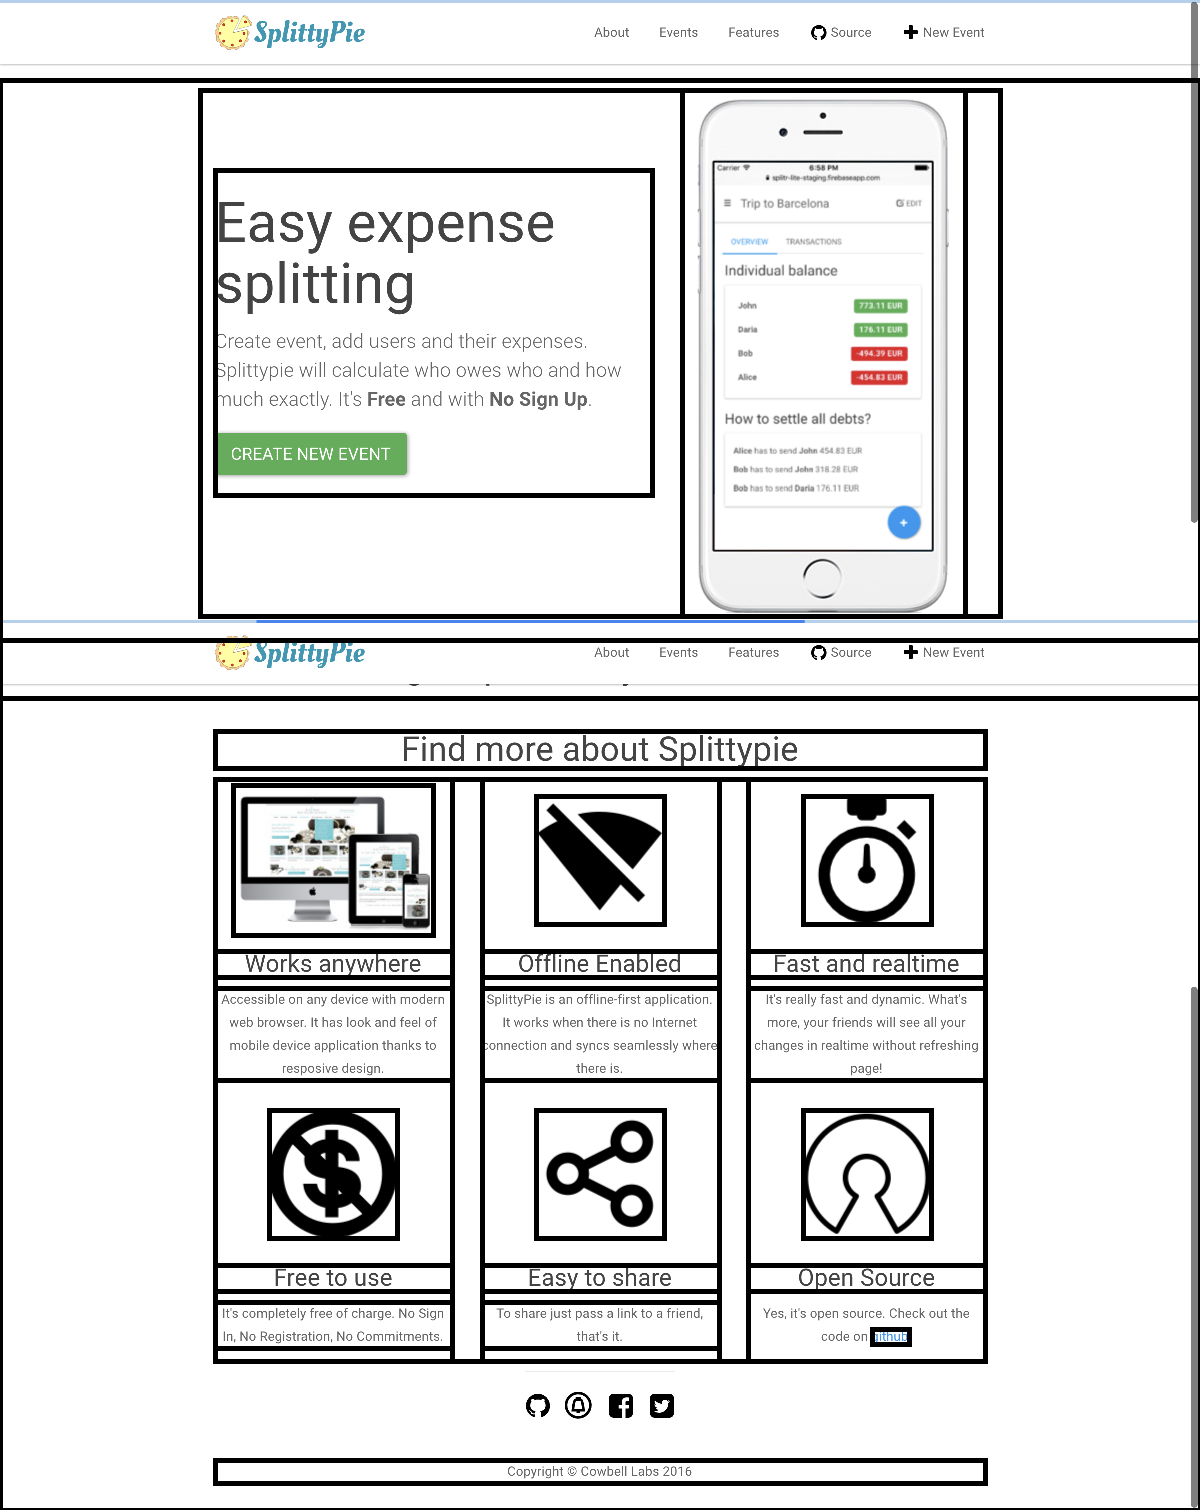 SplittyPie
About Events Features Source New Event
Easy expense
splitting
Create event, add users and their expenses.
Splittypie will calculate who owes who and how
much exactly. It's Free and with No Sign Up.
CREATE NEW EVENT
Carrier 6:58 PM
splitr-lite-staging.firebaseapp.com
Trip to Barcelona EDIT
OVERVIEW TRANSACTIONS
Individual balance
John 773.11 EUR
Daria 176.11 EUR
Bob -494.39 EUR
Alice -454.83 EUR
How to settle all debts?
Alice has to send John 454.83 EUR
Bob has to send John 318.28 EUR
Bob has to send Daria 176.11 EUR
SplittyPie
About Events Features Source New Event
Find more about Splittypie
Works anywhere
Accessible on any device with modern
web browser. It has look and feel of
mobile device application thanks to
resposive design.
Offline Enabled
SplittyPie is an offline-first application.
It works when there is no Internet
connection and syncs seamlessly where
there is.
Fast and realtime
It's really fast and dynamic. What's
more, your friends will see all your
changes in realtime without refreshing
page!
Free to use
It's completely free of charge. No Sign
In, No Registration, No Commitments.
Easy to share
To share just pass a link to a friend,
that's it.
Open Source
Yes, it's open source. Check out the
code on github
Copyright © Cowbell Labs 2016